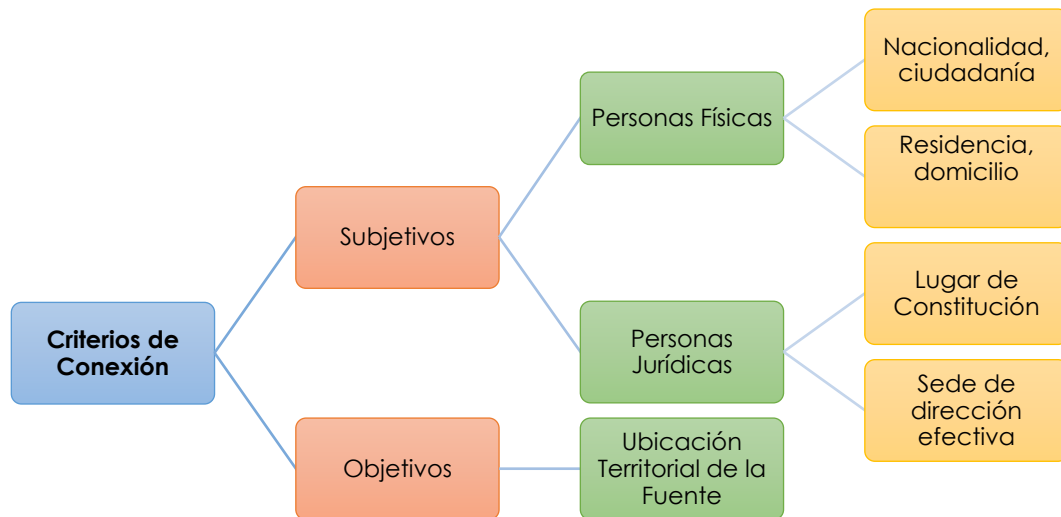 Criterios de
Conexión
Subjetivos
Personas Físicas
Nacionalidad,
ciudadanía
Residencia,
domicilio
Personas
Jurídicas
Lugar de
Constitución
Sede de
dirección
efectiva
Objetivos
Ubicación
Territorial de la
Fuente